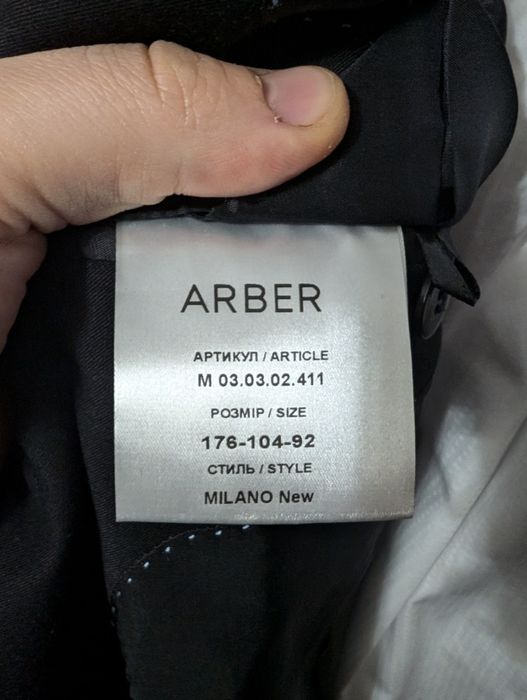 ARBER
АРТИКУЛ / ARTICLE
M 03.03.02.411
РОЗМІР / SIZE
176-104-92
СТИЛЬ / STYLE
MILANO New